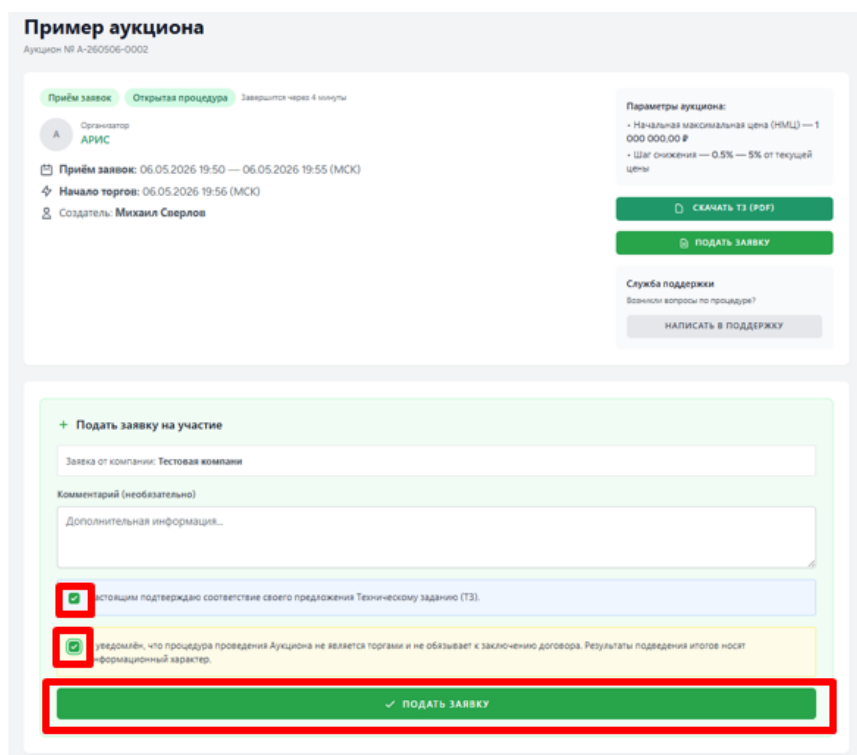 Пример аукциона
Аукцион № А-260506-0002
Приём заявок Открытая процедура Завершится через 4 минуты
А
Организатор
АРИС
Приём заявок: 06.05.2026 19:50 — 06.05.2026 19:55 (МСК)
Начало торгов: 06.05.2026 19:56 (МСК)
Создатель: Михаил Сверлов
Параметры аукциона:
• Начальная максимальная цена (НМЦ) — 1
000 000,00 ₽
• Шаг снижения — 0.5% — 5% от текущей
цены
СКАЧАТЬ ТЗ (PDF)
ПОДАТЬ ЗАЯВКУ
Служба поддержки
Возникли вопросы по процедуре?
НАПИСАТЬ В ПОДДЕРЖКУ
+ Подать заявку на участие
Заявка от компании: Тестовая компани
Комментарий (необязательно)
Дополнительная информация...
астоящим подтверждаю соответствие своего предложения Техническому заданию (ТЗ).
уведомлён, что процедура проведения Аукциона не является торгами и не обязывает к заключению договора. Результаты подведения итогов носят
нформационный характер.
ПОДАТЬ ЗАЯВКУ